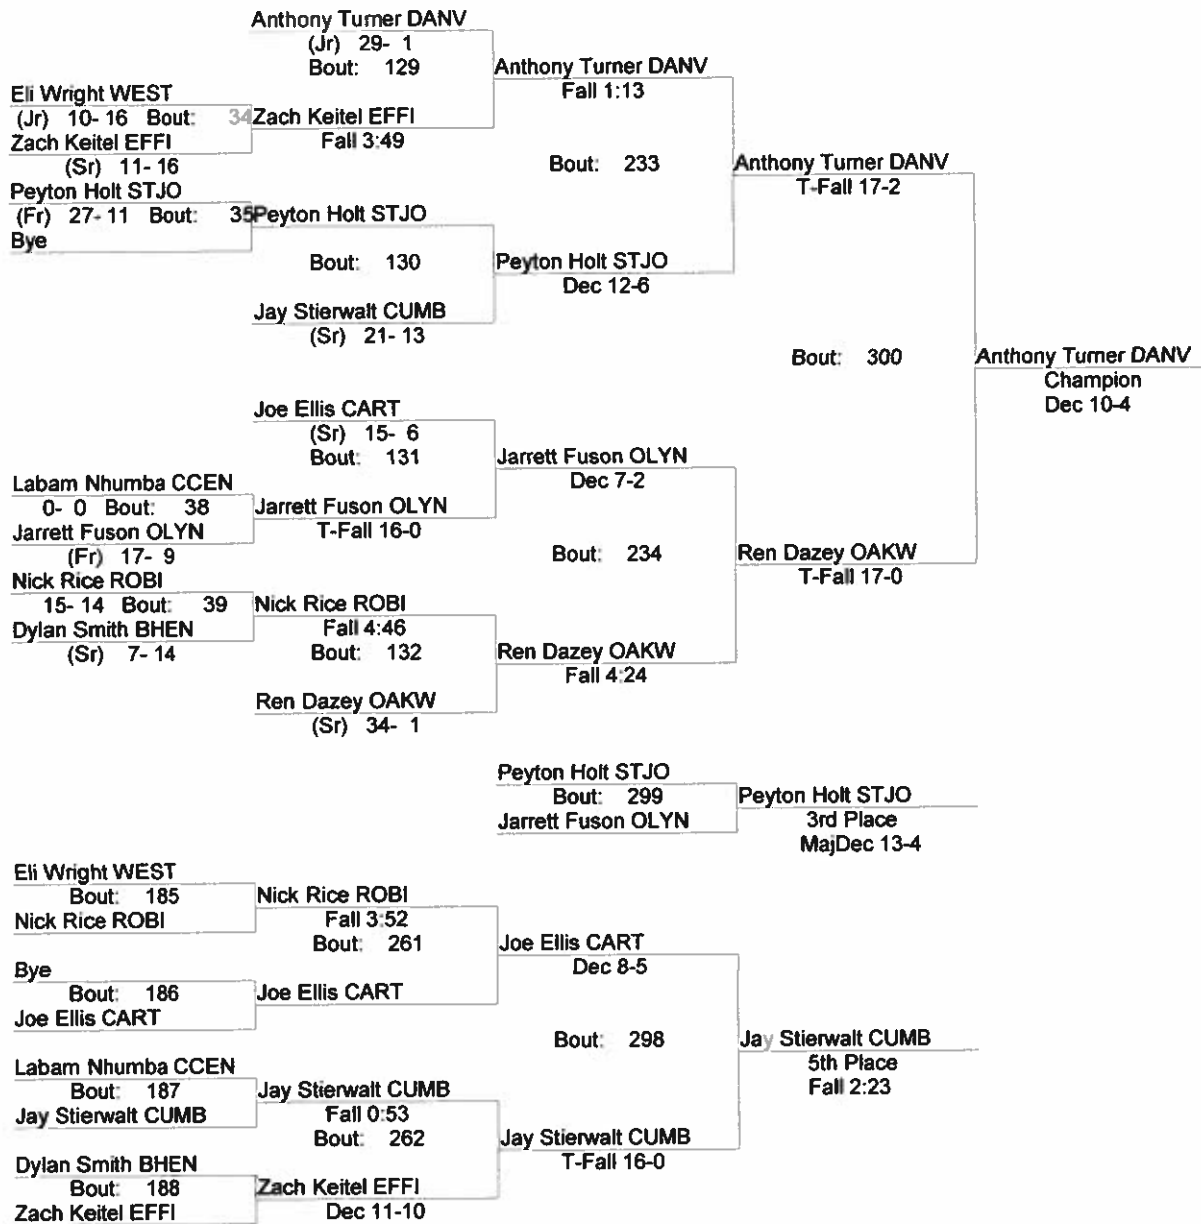 Anthony Turner DANV
(Jr) 29- 1
Bout: 129
Anthony Turner DANV
Fall 1:13
Eli Wright WEST
(Jr) 10- 16 Bout: 34
Zach Keitel EFFI
Zach Keitel EFFI
Fall 3:49
(Sr) 11- 16
Bout: 233
Anthony Turner DANV
T-Fall 17-2
Peyton Holt STJO
(Fr) 27- 11 Bout: 35
Peyton Holt STJO
Bye
Bout: 130
Peyton Holt STJO
Dec 12-6
Jay Stierwalt CUMB
(Sr) 21- 13
Bout: 300
Anthony Turner DANV
Champion
Dec 10-4
Joe Ellis CART
(Sr) 15- 6
Bout: 131
Jarrett Fuson OLYN
Dec 7-2
Labam Nhumba CCEN
0- 0 Bout: 38
Jarrett Fuson OLYN
Jarrett Fuson OLYN
T-Fall 16-0
(Fr) 17- 9
Bout: 234
Ren Dazey OAKW
T-Fall 17-0
Nick Rice ROBI
15- 14 Bout: 39
Nick Rice ROBI
Dylan Smith BHEN
Fall 4:46
(Sr) 7- 14
Bout: 132
Ren Dazey OAKW
Fall 4:24
Ren Dazey OAKW
(Sr) 34- 1
Peyton Holt STJO
Bout: 299
Peyton Holt STJO
Jarrett Fuson OLYN
3rd Place
MajDec 13-4
Eli Wright WEST
Bout: 185
Nick Rice ROBI
Nick Rice ROBI
Fall 3:52
Bout: 261
Joe Ellis CART
Dec 8-5
Bye
Bout: 186
Joe Ellis CART
Joe Ellis CART
Bout: 298
Jay Stierwalt CUMB
5th Place
Fall 2:23
Labam Nhumba CCEN
Bout: 187
Jay Stierwalt CUMB
Jay Stierwalt CUMB
Fall 0:53
Bout: 262
Jay Stierwalt CUMB
T-Fall 16-0
Dylan Smith BHEN
Bout: 188
Zach Keitel EFFI
Zach Keitel EFFI
Dec 11-10